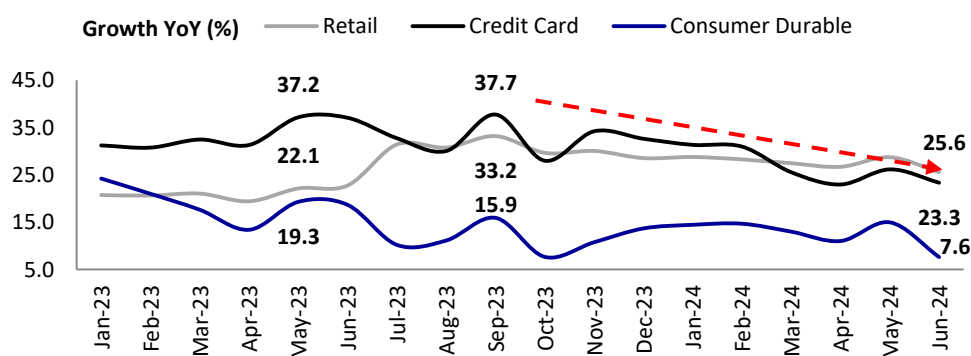 Growth YoY (%) Retail Credit Card Consumer Durable
45.0
35.0
25.0
15.0
5.0
37.2
37.7
22.1
33.2
19.3
15.9
25.6
23.3
7.6
Jan-23
Feb-23
Mar-23
Apr-23
May-23
Jun-23
Jul-23
Aug-23
Sep-23
Oct-23
Nov-23
Dec-23
Jan-24
Feb-24
Mar-24
Apr-24
May-24
Jun-24